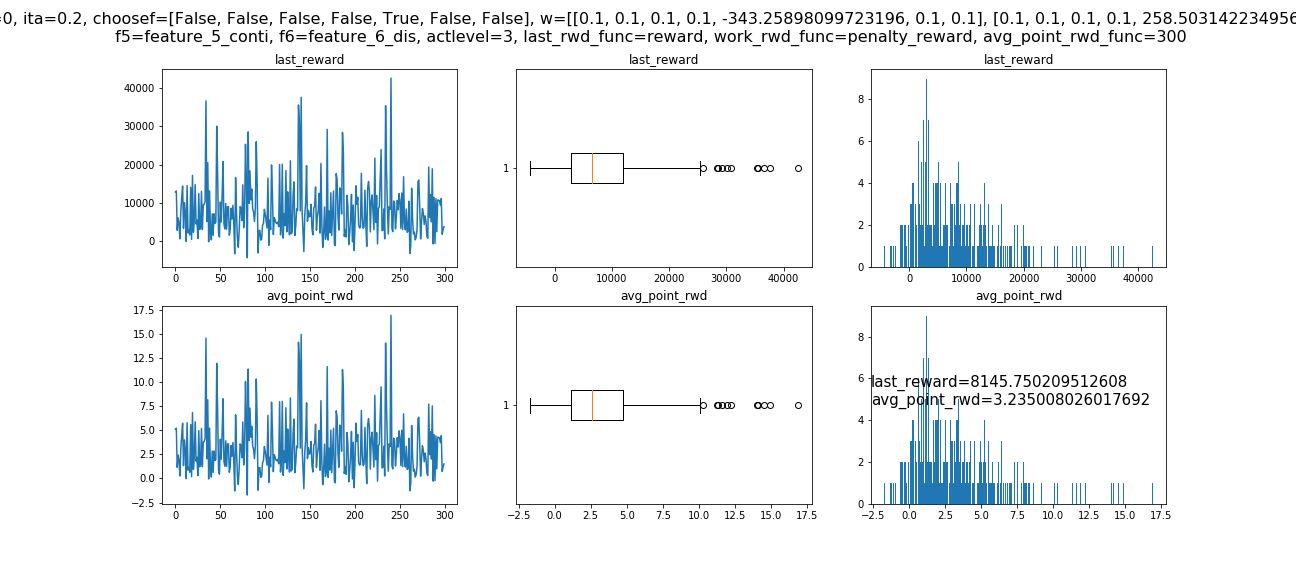 =0, ita=0.2, choosef=[False, False, False, False, True, False, False], w=[[0.1, 0.1, 0.1, 0.1, -343.25898099723196, 0.1, 0.1], [0.1, 0.1, 0.1, 0.1, 258.503142234956
f5=feature_5_conti, f6=feature_6_dis, actlevel=3, last_rwd_func=reward, work_rwd_func=penalty_reward, avg_point_rwd_func=300
last_reward
40000
30000
20000
10000
0
0 50 100 150 200 250 300
last_reward
1
0 10000 20000 30000 40000
last_reward
8
6
4
2
0
0 10000 20000 30000 40000
avg_point_rwd
17.5
15.0
12.5
10.0
7.5
5.0
2.5
0.0
−2.5
0 50 100 150 200 250 300
avg_point_rwd
1
−2.5 0.0 2.5 5.0 7.5 10.0 12.5 15.0 17.5
avg_point_rwd
8
6
4
2
0
last_reward=8145.750209512608
avg_point_rwd=3.235008026017692
−2.5 0.0 2.5 5.0 7.5 10.0 12.5 15.0 17.5